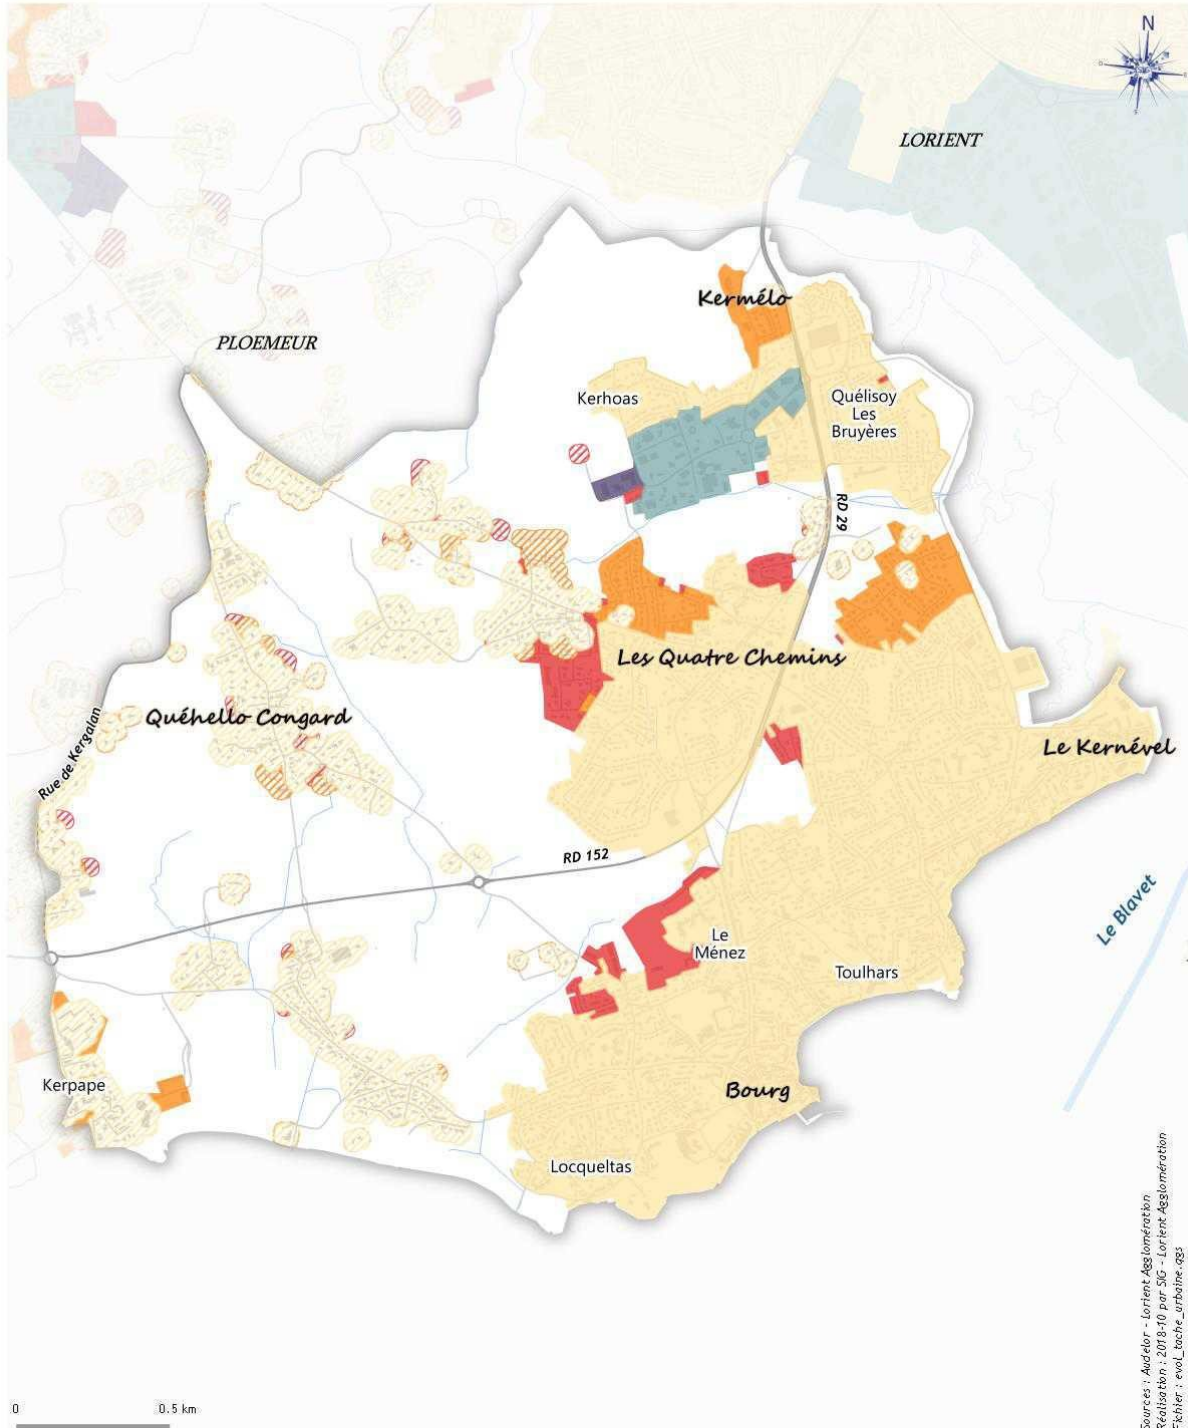 N
LORIENT
PLOEMEUR
Kermélo
Kerhoas
Quélisoy
Les
Bruyères
RD 29
Les Quatre Chemins
Quéhello Congard
Le Kernével
Rue de Kergalan
RD 152
Le Blavet
Le
Ménez
Toulhars
Kerpape
Bourg
Locqueltas
Sources : Audelor - Lorient Agglomération
Réalisation : 2018-10 par SIG - Lorient Agglomération
Fichier : evol_tache_urbaine.qgs
0 0.5 km